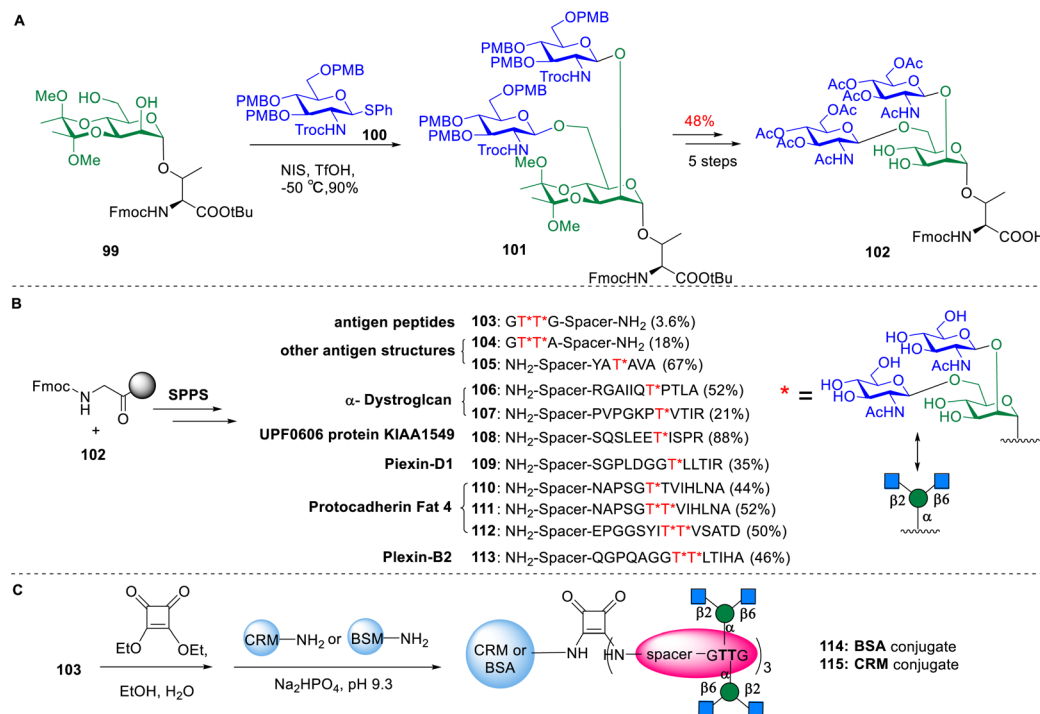 A
MeO
HO
OH
O
O
O
OMe
O
FmocHN
COOtBu
99
OPMB
PMBO
PMBO
O
SPh
TrocHN
100
NIS, TfOH,
-50 °C,90%
OPMB
PMBO
PMBO
O
O
TrocHN
OPMB
PMBO
PMBO
O
O
TrocHN
MeO
O
O
O
OMe
O
FmocHN
COOtBu
101
48%
5 steps
OAc
AcO
AcO
O
O
AcHN
OAc
AcO
AcO
O
O
AcHN
HO
HO
O
O
FmocHN
COOH
102
B
Fmoc
N
H
O
+
102
SPPS
antigen peptides
103: GT*T*G-Spacer-NH2 (3.6%)
other antigen structures
104: GT*T*A-Spacer-NH2 (18%)
105: NH2-Spacer-YAT*AVA (67%)
α- Dystroglcan
106: NH2-Spacer-RGAIIQT*PTLA (52%)
107: NH2-Spacer-PVPGKPT*VTIR (21%)
UPF0606 protein KIAA1549
108: NH2-Spacer-SQSLEET*ISPR (88%)
Piexin-D1
109: NH2-Spacer-SGPLDGGT*LLTIR (35%)
Protocadherin Fat 4
110: NH2-Spacer-NAPSGT*TVIHLNA (44%)
111: NH2-Spacer-NAPSGT*T*VIHLNA (52%)
112: NH2-Spacer-EPGGSYIT*T*VSATD (50%)
Plexin-B2
113: NH2-Spacer-QGPQAGGT*T*LTIHA (46%)
* =
OH
HO
HO
O
O
AcHN
OH
HO
HO
O
O
AcHN
HO
HO
O
O
β2
β6
α
C
103
O
O
EtO
OEt,
EtOH, H2O
CRM NH2 or BSM NH2
Na2HPO4, pH 9.3
CRM or
BSA
O
O
NH
(
HN
spacer
GTTG
)
3
β2
β6
α
α
β6
β2
114: BSA conjugate
115: CRM conjugate